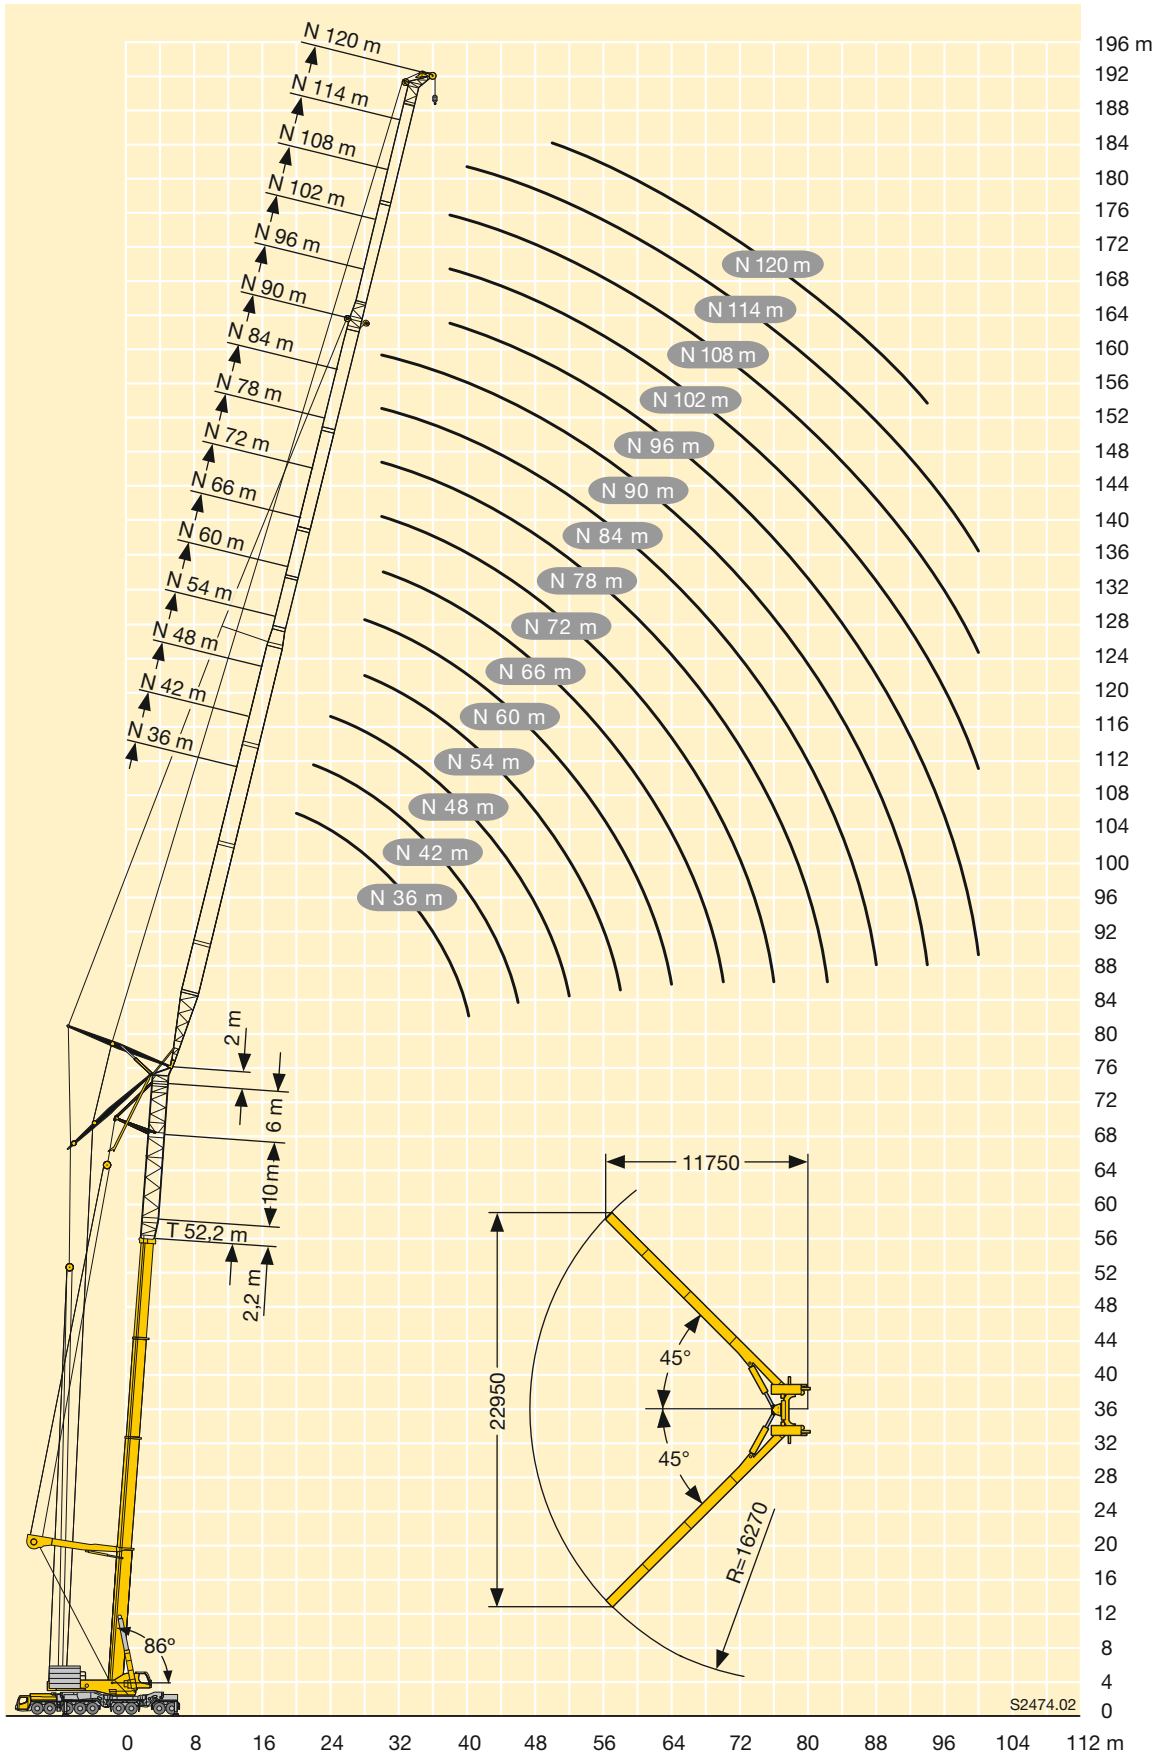 N 120 m
N 114 m
N 108 m
N 102 m
N 96 m
N 90 m
N 84 m
N 78 m
N 72 m
N 66 m
N 60 m
N 54 m
N 48 m
N 42 m
N 36 m
N 120 m
N 114 m
N 108 m
N 102 m
N 96 m
N 90 m
N 84 m
N 78 m
N 72 m
N 66 m
N 60 m
N 54 m
N 48 m
N 42 m
N 36 m
196 m
192
188
184
180
176
172
168
164
160
156
152
148
144
140
136
132
128
124
120
116
112
108
104
100
96
92
88
84
80
76
72
68
64
60
56
52
48
44
40
36
32
28
24
20
16
12
8
4
0
2 m
6 m
10 m
T 52,2 m
2,2 m
86°
11750
22950
45°
45°
R=16270
S2474.02
0 8 16 24 32 40 48 56 64 72 80 88 96 104 112 m